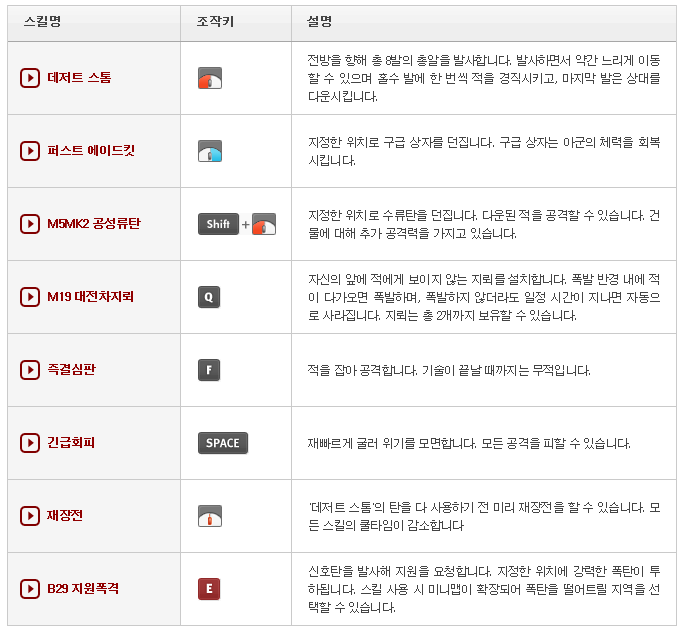 스킬명 조작키 설명
데저트 스톰
전방을 향해 총 8발의 총알을 발사합니다. 발사하면서 약간 느리게 이동
할 수 있으며 홀수 발에 한 번씩 적을 경직시키고, 마지막 발은 상대를
다운시킵니다.
퍼스트 에이드킷
지정한 위치로 구급 상자를 던집니다. 구급 상자는 아군의 체력을 회복
시킵니다.
M5MK2 공성류탄
Shift +
지정한 위치로 수류탄을 던집니다. 다운된 적을 공격할 수 있습니다. 건
물에 대해 추가 공격력을 가지고 있습니다.
M19 대전차지뢰
Q
자신의 앞에 적에게 보이지 않는 지뢰를 설치합니다. 폭발 반경 내에 적
이 다가오면 폭발하며, 폭발하지 않더라도 일정 시간이 지나면 자동으
로 사라집니다. 지뢰는 총 2개까지 보유할 수 있습니다.
즉결심판
F
적을 잡아 공격합니다. 기술이 끝날 때까지는 무적입니다.
긴급회피
SPACE
재빠르게 굴러 위기를 모면합니다. 모든 공격을 피할 수 있습니다.
재장전
'데저트 스톰'의 탄을 다 사용하기 전 미리 재장전을 할 수 있습니다. 모
든 스킬의 쿨타임이 감소합니다
B29 지원폭격
E
신호탄을 발사해 지원을 요청합니다. 지정한 위치에 강력한 폭탄이 투
하됩니다. 스킬 사용 시 미니맵이 확장되어 폭탄을 떨어트릴 지역을 선
택할 수 있습니다.